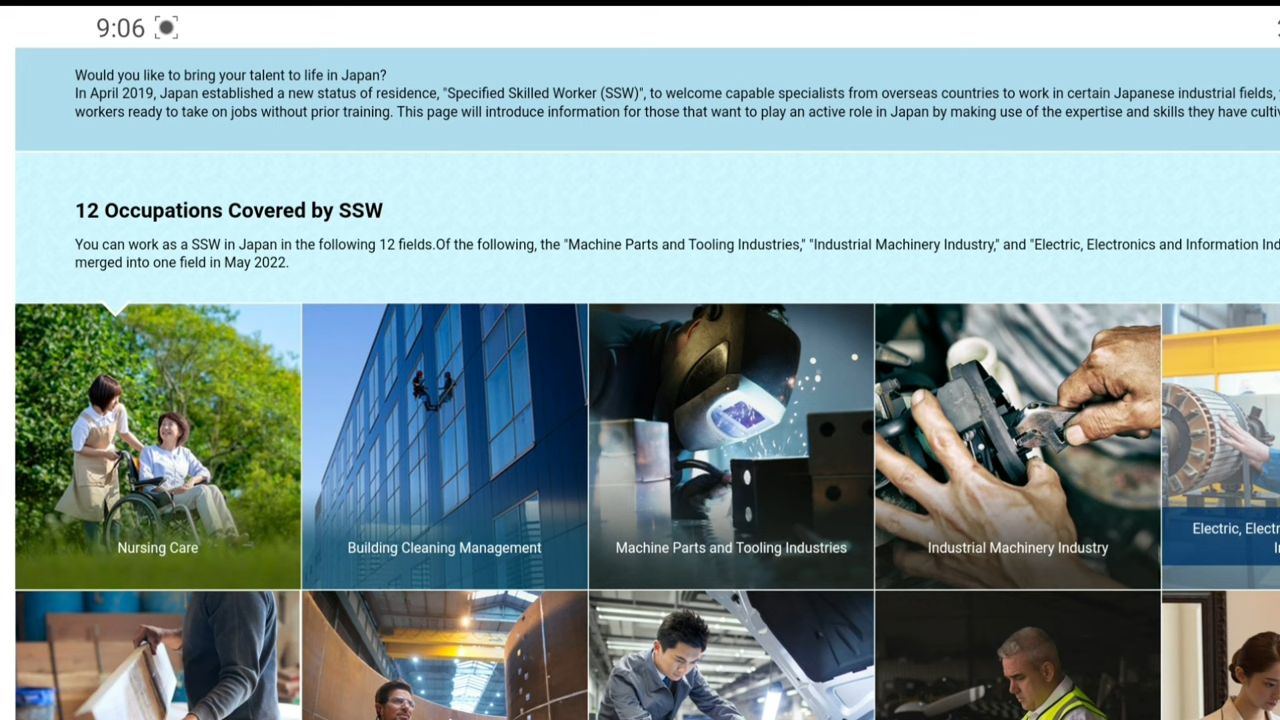 9:06
Would you like to bring your talent to life in Japan?
In April 2019, Japan established a new status of residence, "Specified Skilled Worker (SSW)", to welcome capable specialists from overseas countries to work in certain Japanese industrial fields,
workers ready to take on jobs without prior training. This page will introduce information for those that want to play an active role in Japan by making use of the expertise and skills they have
12 Occupations Covered by SSW
You can work as a SSW in Japan in the following 12 fields.Of the following, the "Machine Parts and Tooling Industries," "Industrial Machinery Industry," and "Electric, Electronics and Information
merged into one field in May 2022.
Nursing Care
Building Cleaning Management
Machine Parts and Tooling Industries
Industrial Machinery Industry
Electric,